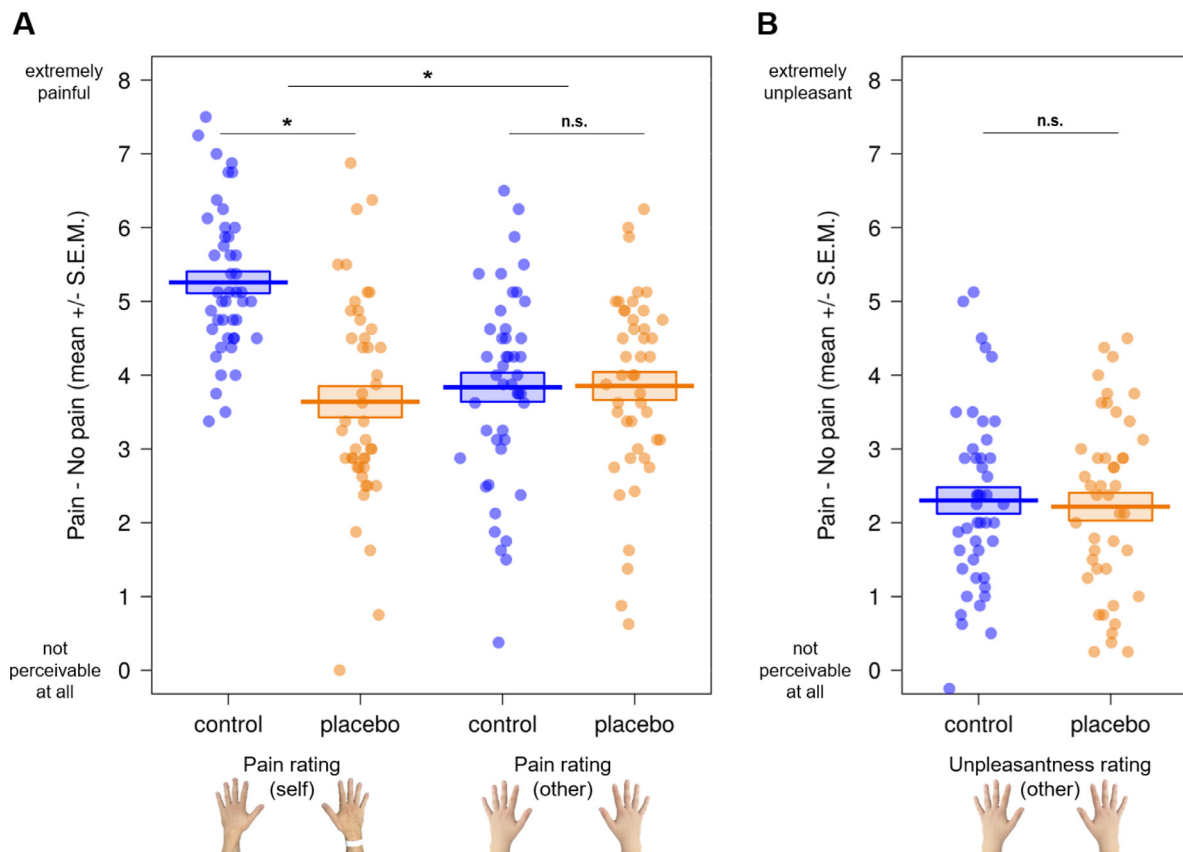 A
extremely
painful
Pain - No pain (mean +/- S.E.M.)
8
7
6
5
4
3
2
1
0
not
perceivable
at all
*
*
n.s.
control
placebo
control
placebo
Pain rating
(self)
Pain rating
(other)
B
extremely
unpleasant
Pain - No pain (mean +/- S.E.M.)
8
7
6
5
4
3
2
1
0
not
perceivable
at all
n.s.
control
placebo
Unpleasantness rating
(other)